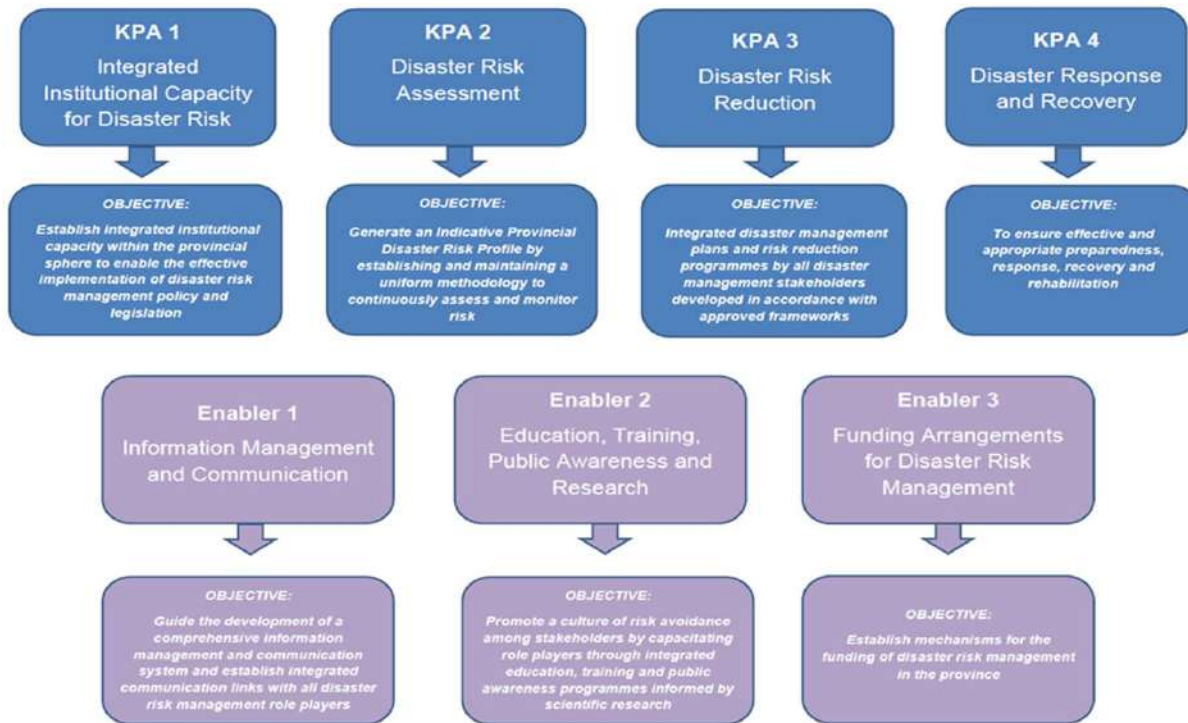 KPA 1
Integrated
Institutional Capacity
for Disaster Risk
KPA 2
Disaster Risk
Assessment
KPA 3
Disaster Risk
Reduction
KPA 4
Disaster Response
and Recovery
OBJECTIVE:
Establish integrated institutional
capacity within the provincial
sphere to enable the effective
implementation of disaster risk
management policy and
legislation
OBJECTIVE:
Generate an Indicative Provincial
Disaster Risk Profile by
establishing and maintaining a
uniform methodology to
continuously assess and monitor
risk
OBJECTIVE:
Integrated disaster management
plans and risk reduction
programmes by all disaster
management stakeholders
developed in accordance with
approved frameworks
OBJECTIVE:
To ensure effective and
appropriate preparedness,
response, recovery and
rehabilitation
Enabler 1
Information Management
and Communication
Enabler 2
Education, Training,
Public Awareness and
Research
Enabler 3
Funding Arrangements
for Disaster Risk
Management
OBJECTIVE:
Guide the development of a
comprehensive information
management and communication
system and establish integrated
communication links with all disaster
risk management role players
OBJECTIVE:
Promote a culture of risk avoidance
among stakeholders by capacitating
role players through integrated
education, training and public
awareness programmes informed by
scientific research
OBJECTIVE:
Establish mechanisms for the
funding of disaster risk management
in the province